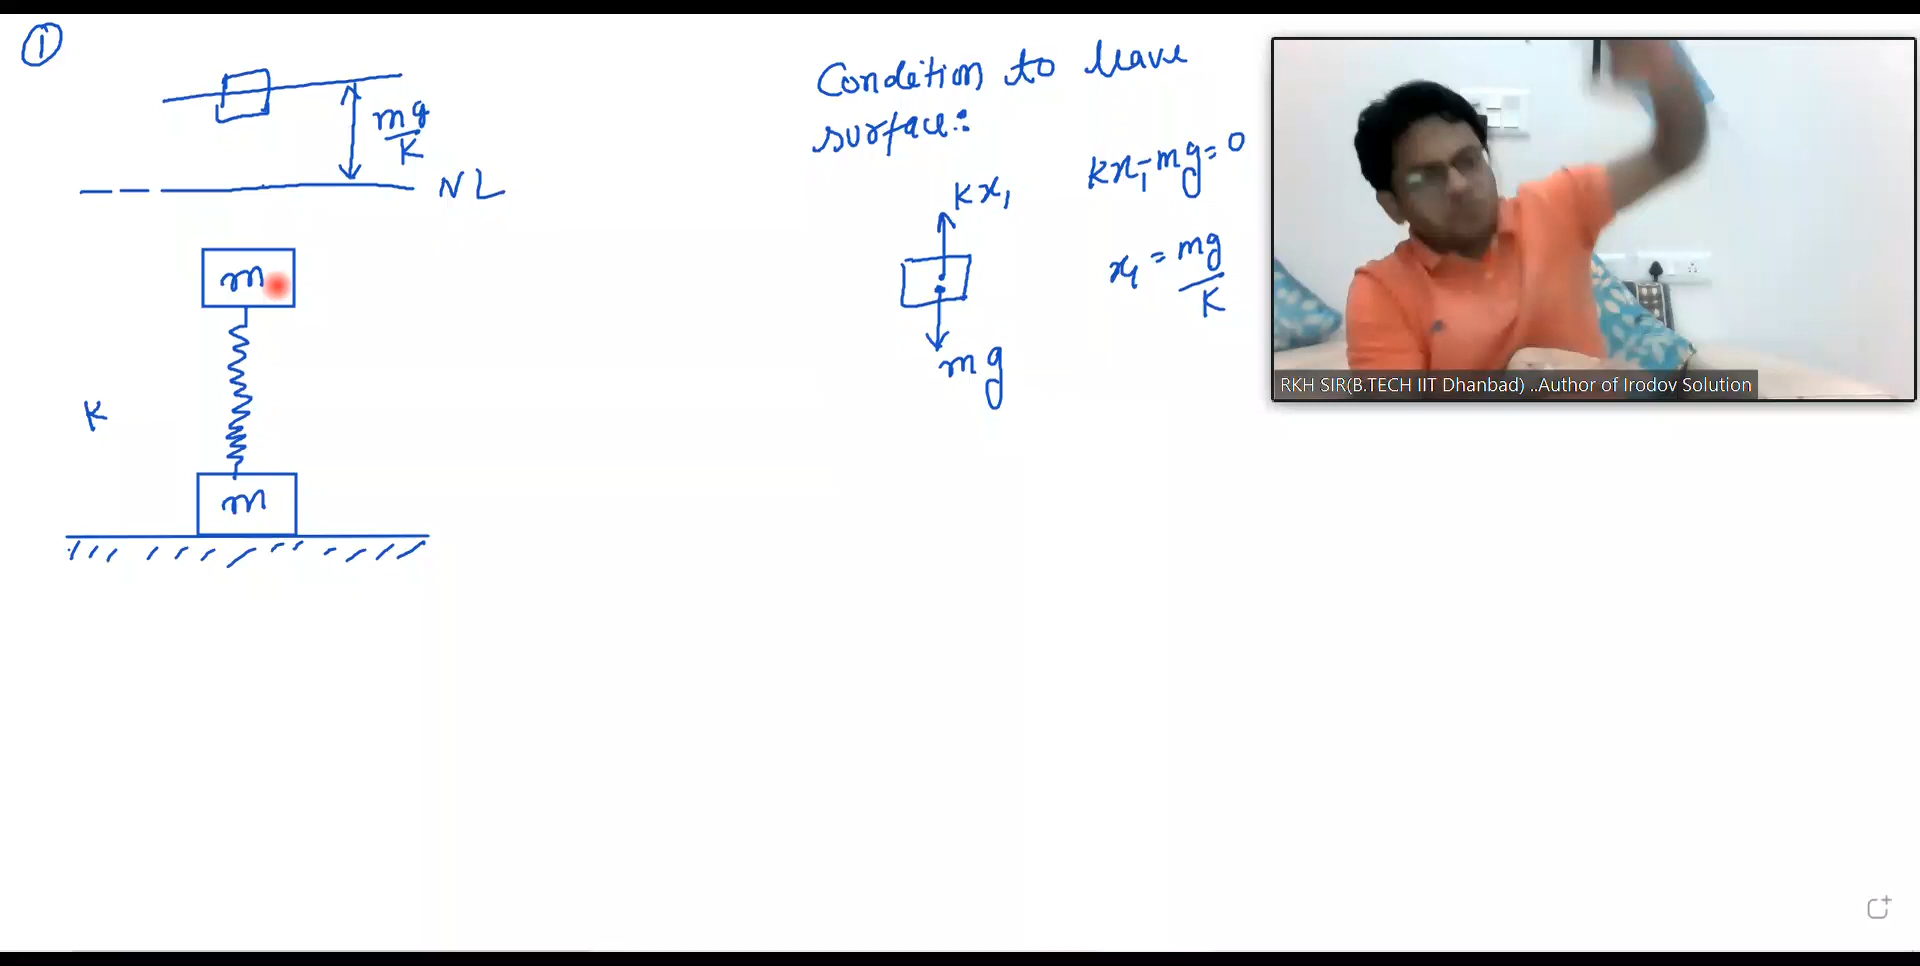 ①
mg
K
NL
m
K
m
Condition to leave
surface:
Kx₁
mg
Kx₁-mg=0
x₁ = mg
K
RKH SIR(B.TECH IIT Dhanbad) ..Author of Irodov Solution